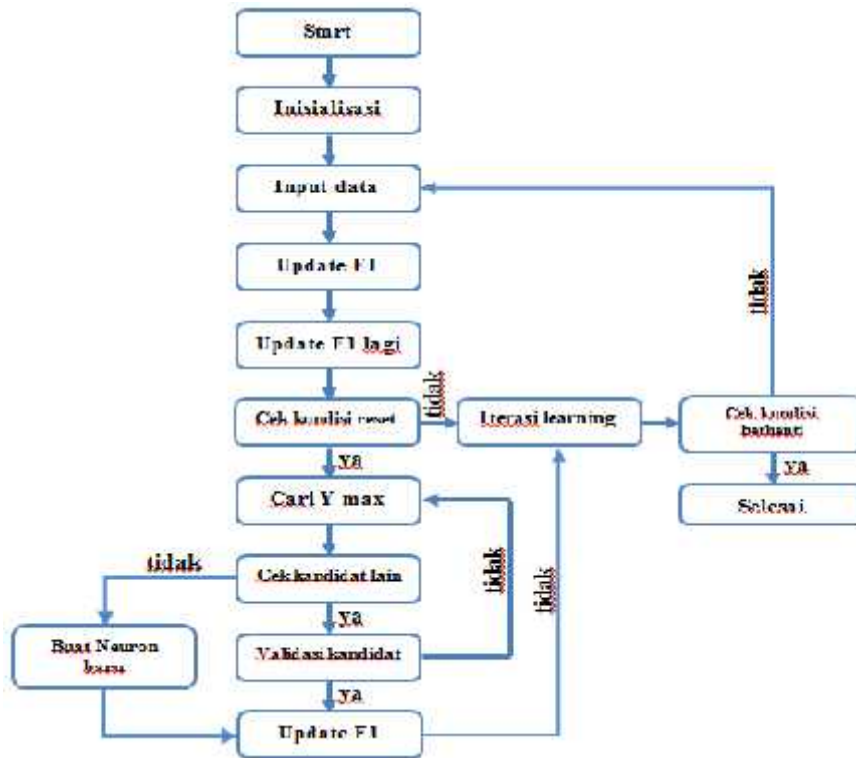 Start
Inisialisasi
Input data
Update F1
Update F1 lagi
Cek kondisi reset
tidak
Iterasi learning
Cek kondisi
berhenti
tidak
ya
Selesai
ya
Cari Y max
tidak
tidak
tidak
Cek kandidat lain
ya
Buat Neuron
baru
Validasi kandidat
ya
Update F1